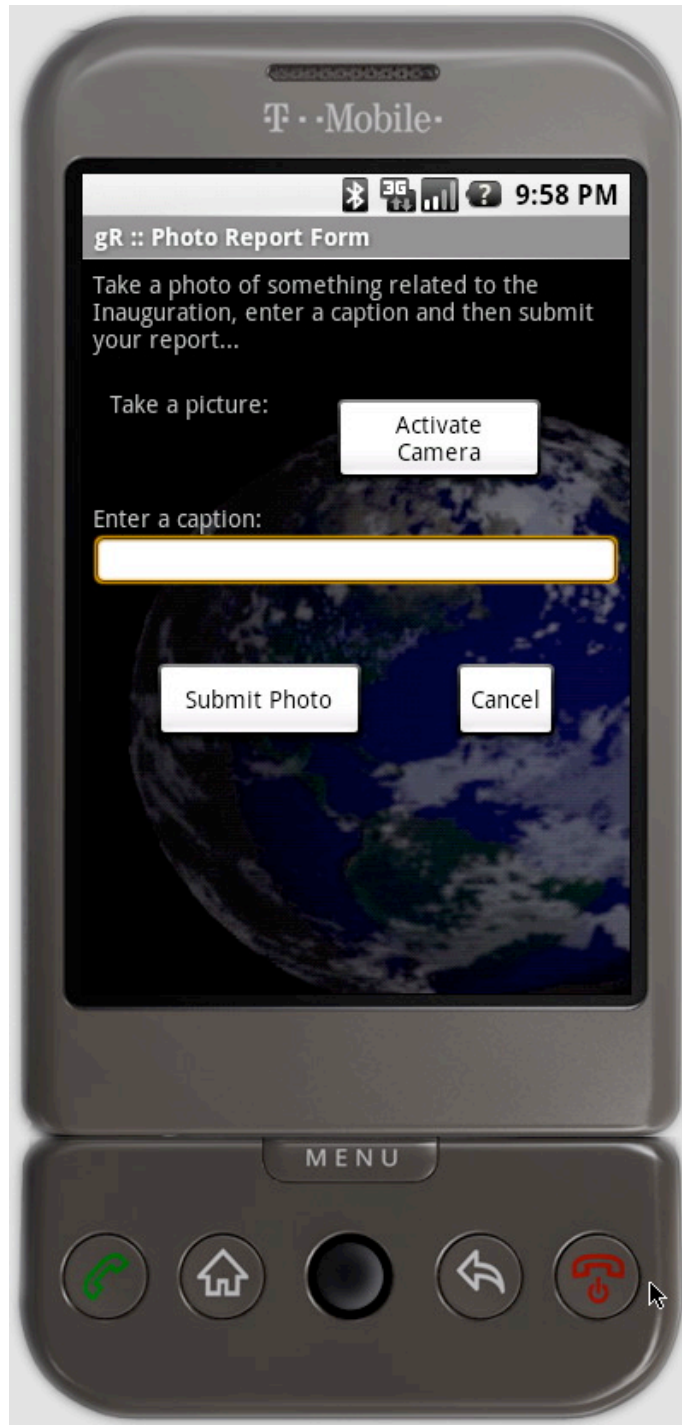 T··Mobile·
3G ? 9:58 PM
gR :: Photo Report Form
Take a photo of something related to the
Inauguration, enter a caption and then submit
your report...
Take a picture:
Activate
Camera
Enter a caption:
Submit Photo
Cancel
MENU